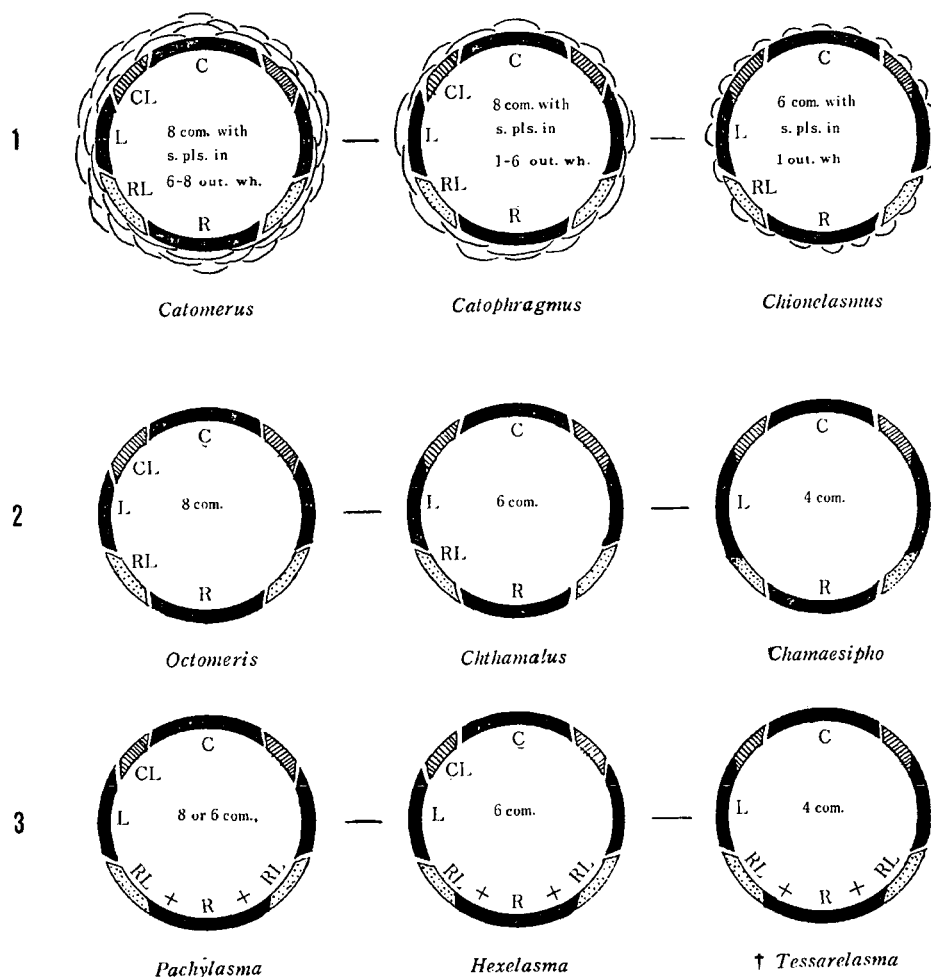 1
C
CL
L
8 com. with
s. pls. in
6-8 out. wh.
RL
R
Catomerus
C
CL
L
8 com. with
s. pls. in
1-6 out. wh.
RL
R
Catophragmus
C
L
6 com. with
s. pls. in
1 out. wh
RL
R
Chionelasmus
2
C
CL
L
8 com.
RL
R
Octomeris
C
L
6 com.
RL
R
Chthamalus
C
L
4 com.
R
Chamaesipho
3
C
CL
L
8 or 6 com.,
RL + R + RL
Pachylasma
C
CL
L
6 com.
RL + R + RL
Hexelasma
C
L
4 com.
RL + R + RL
† Tessarelasma